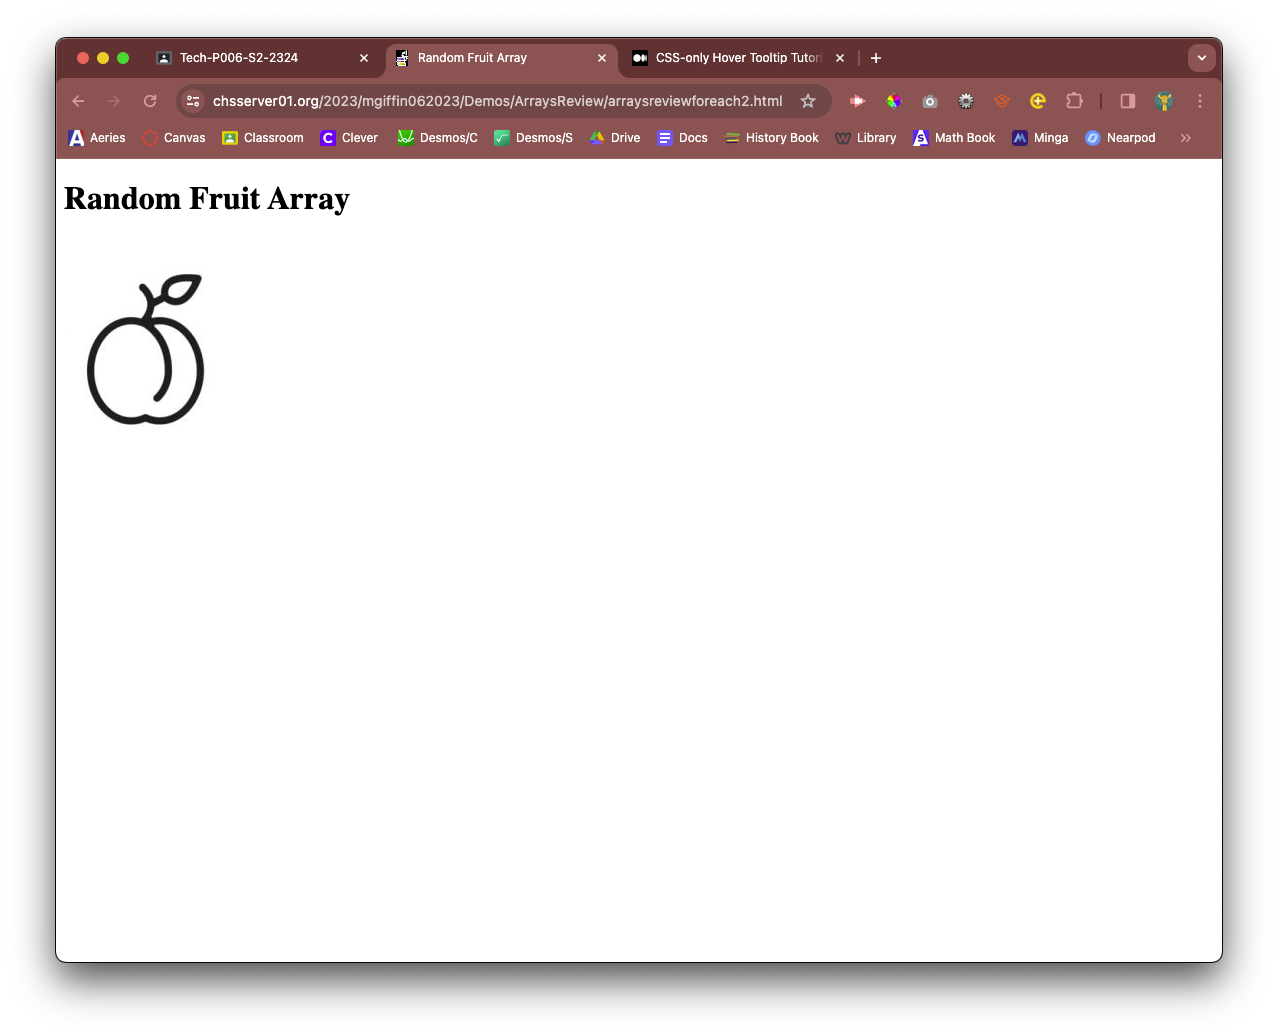 Tech-P006-S2-2324
Random Fruit Array
CSS-only Hover Tooltip Tutori
chsserver01.org/2023/mgiffin062023/Demos/ArraysReview/arraysreviewforeach2.html
Aeries Canvas Classroom Clever Desmos/C Desmos/S Drive Docs History Book Library Math Book Minga Nearpod
Random Fruit Array